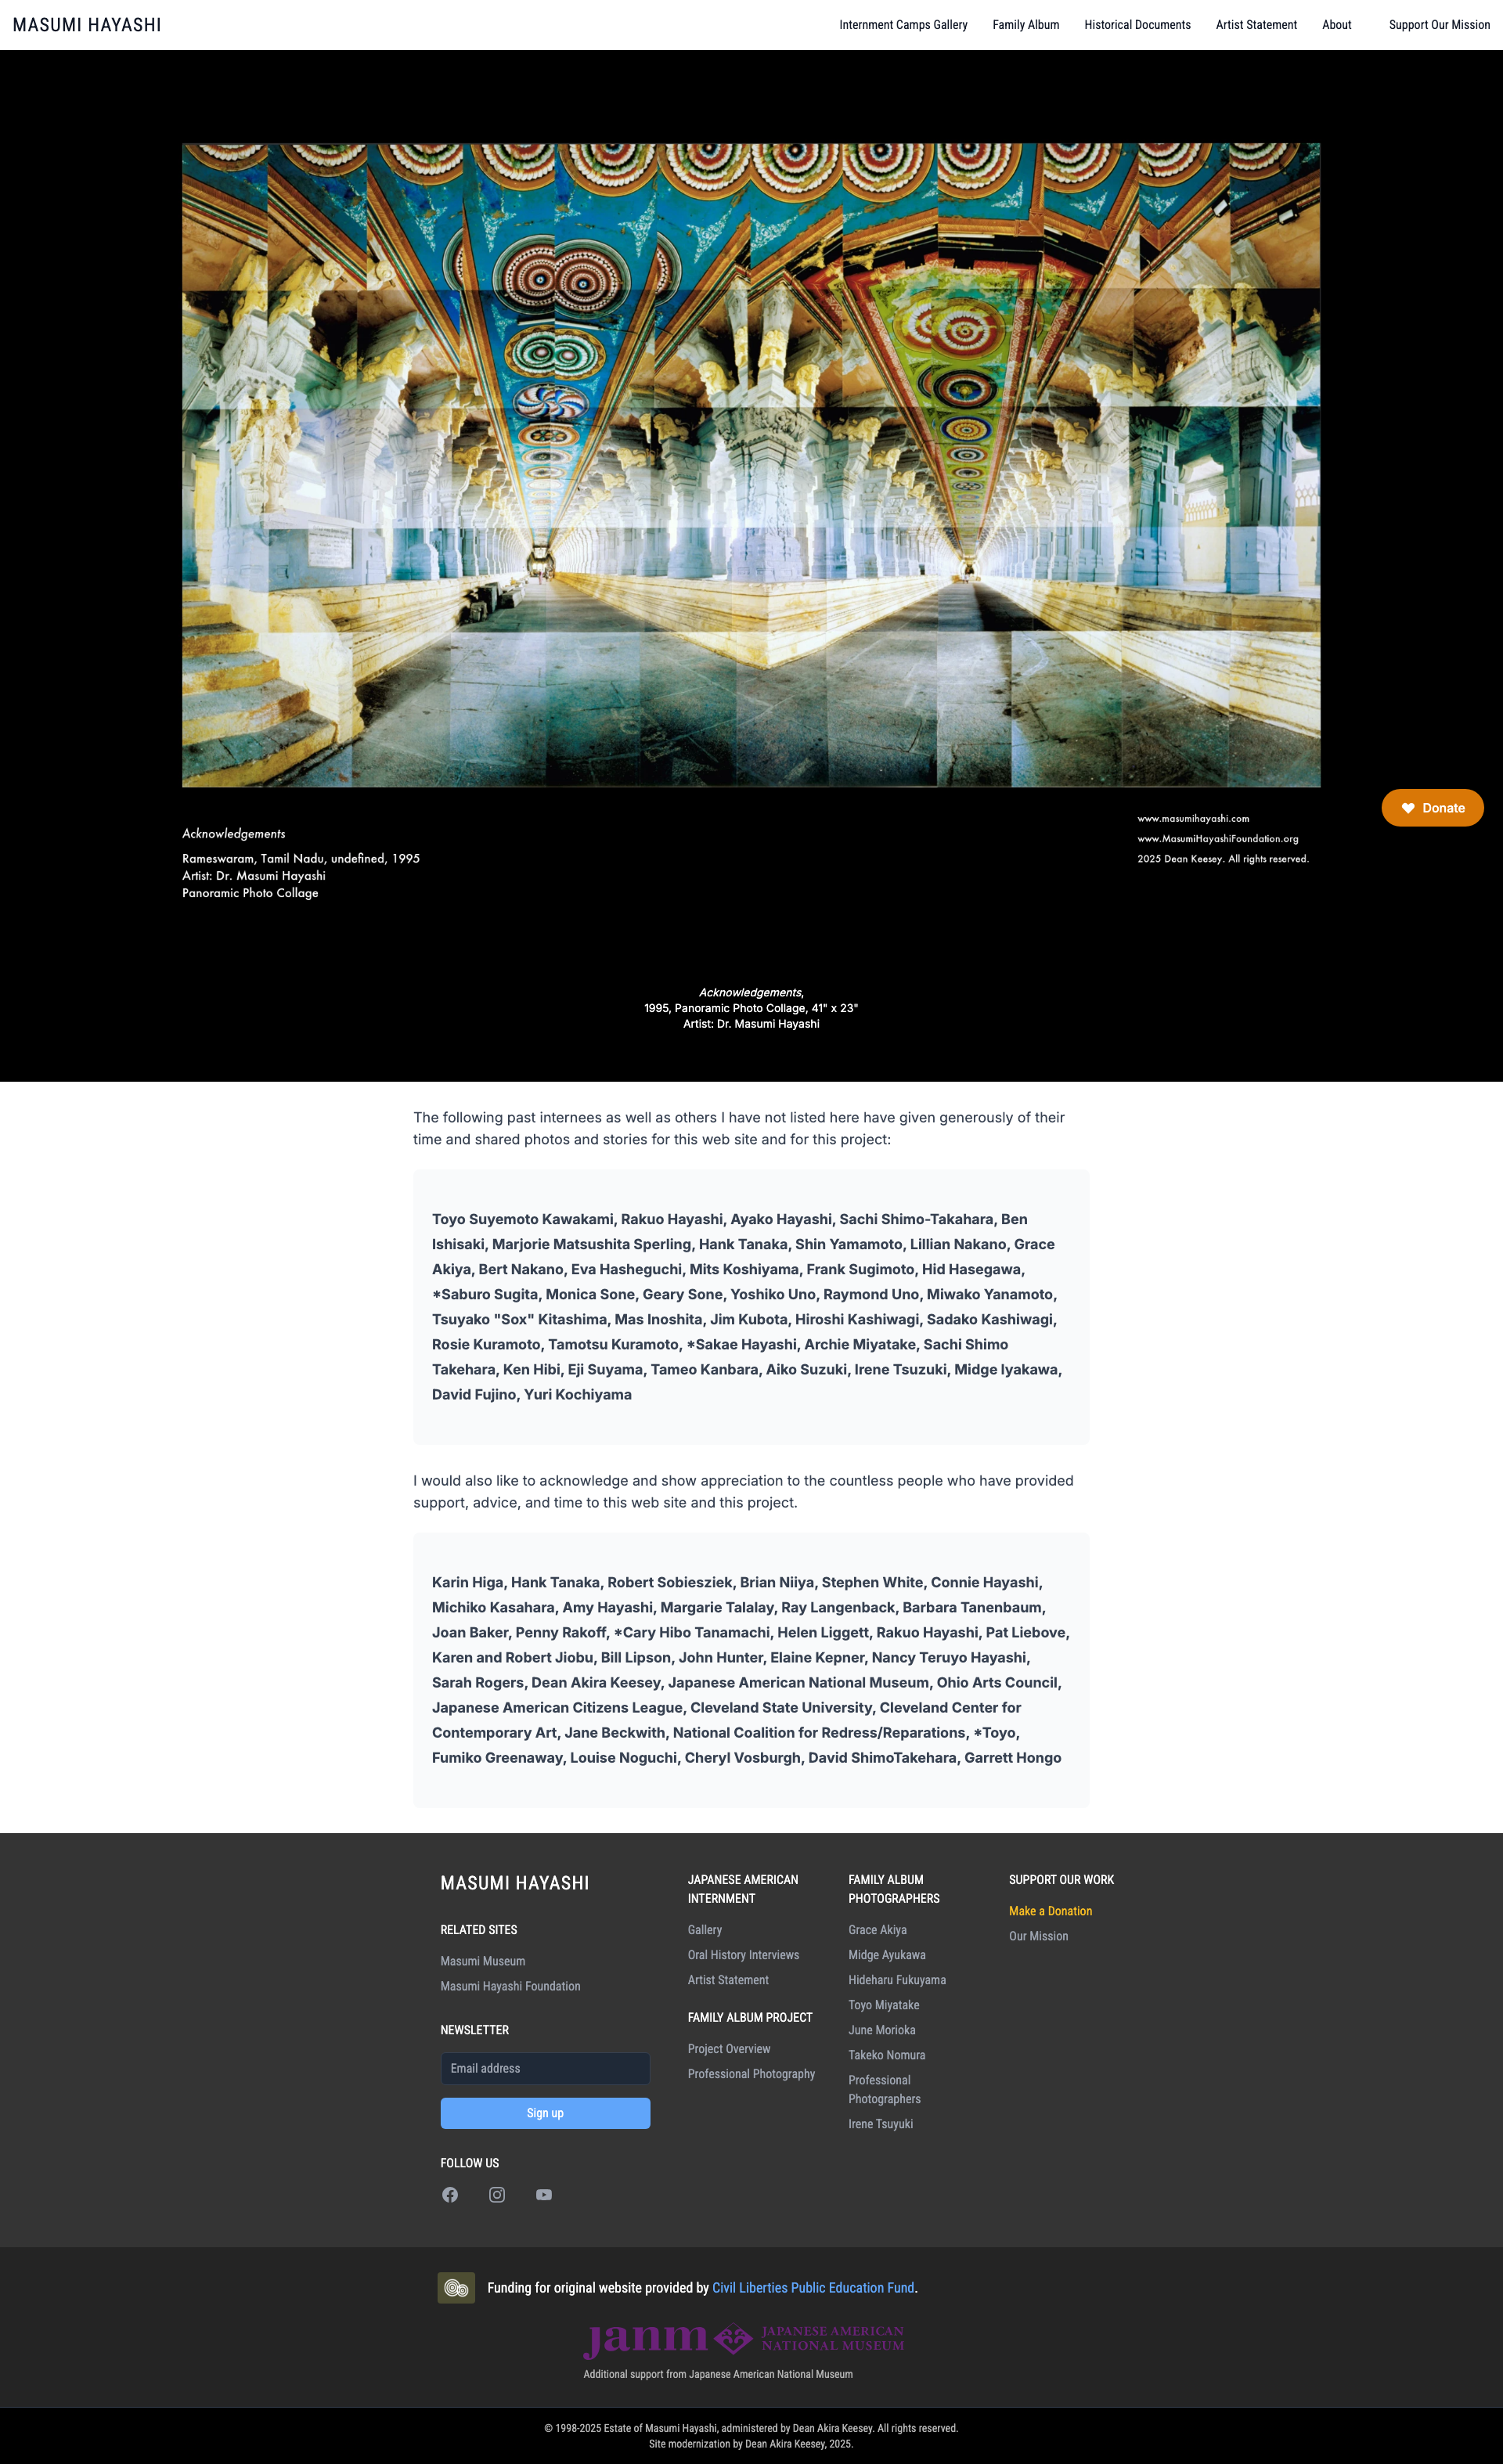 MASUMI HAYASHI
Internment Camps Gallery
Family Album
Historical Documents
Artist Statement
About
Support Our Mission
Donate
Acknowledgements
Rameswaram, Tamil Nadu, undefined, 1995
Artist: Dr. Masumi Hayashi
Panoramic Photo Collage
www.masumihayashi.com
www.MasumiHayashiFoundation.org
2025 Dean Keesey. All rights reserved.
Acknowledgements,
1995, Panoramic Photo Collage, 41" x 23"
Artist: Dr. Masumi Hayashi
The following past internees as well as others I have not listed here have given generously of their
time and shared photos and stories for this web site and for this project:
Toyo Suyemoto Kawakami, Rakuo Hayashi, Ayako Hayashi, Sachi Shimo-Takahara, Ben
Ishisaki, Marjorie Matsushita Sperling, Hank Tanaka, Shin Yamamoto, Lillian Nakano, Grace
Akiya, Bert Nakano, Eva Hasheguchi, Mits Koshiyama, Frank Sugimoto, Hid Hasegawa,
*Saburo Sugita, Monica Sone, Geary Sone, Yoshiko Uno, Raymond Uno, Miwako Yanamoto,
Tsuyako "Sox" Kitashima, Mas Inoshita, Jim Kubota, Hiroshi Kashiwagi, Sadako Kashiwagi,
Rosie Kuramoto, Tamotsu Kuramoto, *Sakae Hayashi, Archie Miyatake, Sachi Shimo
Takehara, Ken Hibi, Eji Suyama, Tameo Kanbara, Aiko Suzuki, Irene Tsuzuki, Midge Iyakawa,
David Fujino, Yuri Kochiyama
I would also like to acknowledge and show appreciation to the countless people who have provided
support, advice, and time to this web site and this project.
Karin Higa, Hank Tanaka, Robert Sobiesziek, Brian Niiya, Stephen White, Connie Hayashi,
Michiko Kasahara, Amy Hayashi, Margarie Talalay, Ray Langenback, Barbara Tanenbaum,
Joan Baker, Penny Rakoff, *Cary Hibo Tanamachi, Helen Liggett, Rakuo Hayashi, Pat Liebove,
Karen and Robert Jiobu, Bill Lipson, John Hunter, Elaine Kepner, Nancy Teruyo Hayashi,
Sarah Rogers, Dean Akira Keesey, Japanese American National Museum, Ohio Arts Council,
Japanese American Citizens League, Cleveland State University, Cleveland Center for
Contemporary Art, Jane Beckwith, National Coalition for Redress/Reparations, *Toyo,
Fumiko Greenaway, Louise Noguchi, Cheryl Vosburgh, David ShimoTakehara, Garrett Hongo
MASUMI HAYASHI
RELATED SITES
Masumi Museum
Masumi Hayashi Foundation
NEWSLETTER
Email address
Sign up
FOLLOW US
JAPANESE AMERICAN
INTERNMENT
Gallery
Oral History Interviews
Artist Statement
FAMILY ALBUM PROJECT
Project Overview
Professional Photography
FAMILY ALBUM
PHOTOGRAPHERS
Grace Akiya
Midge Ayukawa
Hideharu Fukuyama
Toyo Miyatake
June Morioka
Takeko Nomura
Professional
Photographers
Irene Tsuyuki
SUPPORT OUR WORK
Make a Donation
Our Mission
Funding for original website provided by Civil Liberties Public Education Fund.
janm
JAPANESE AMERICAN
NATIONAL MUSEUM
Additional support from Japanese American National Museum
© 1998-2025 Estate of Masumi Hayashi, administered by Dean Akira Keesey. All rights reserved.
Site modernization by Dean Akira Keesey, 2025.